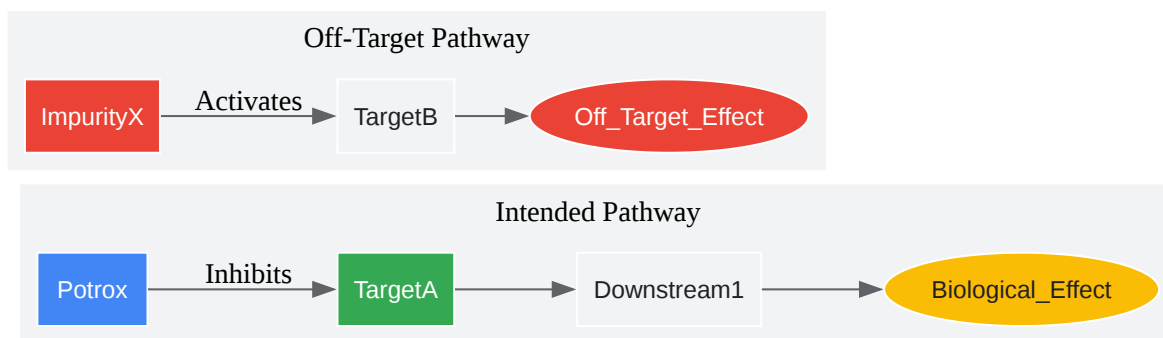 Off-Target Pathway
ImpurityX
Activates
TargetB
Off_Target_Effect
Intended Pathway
Potrox
Inhibits
TargetA
Downstream1
Biological_Effect